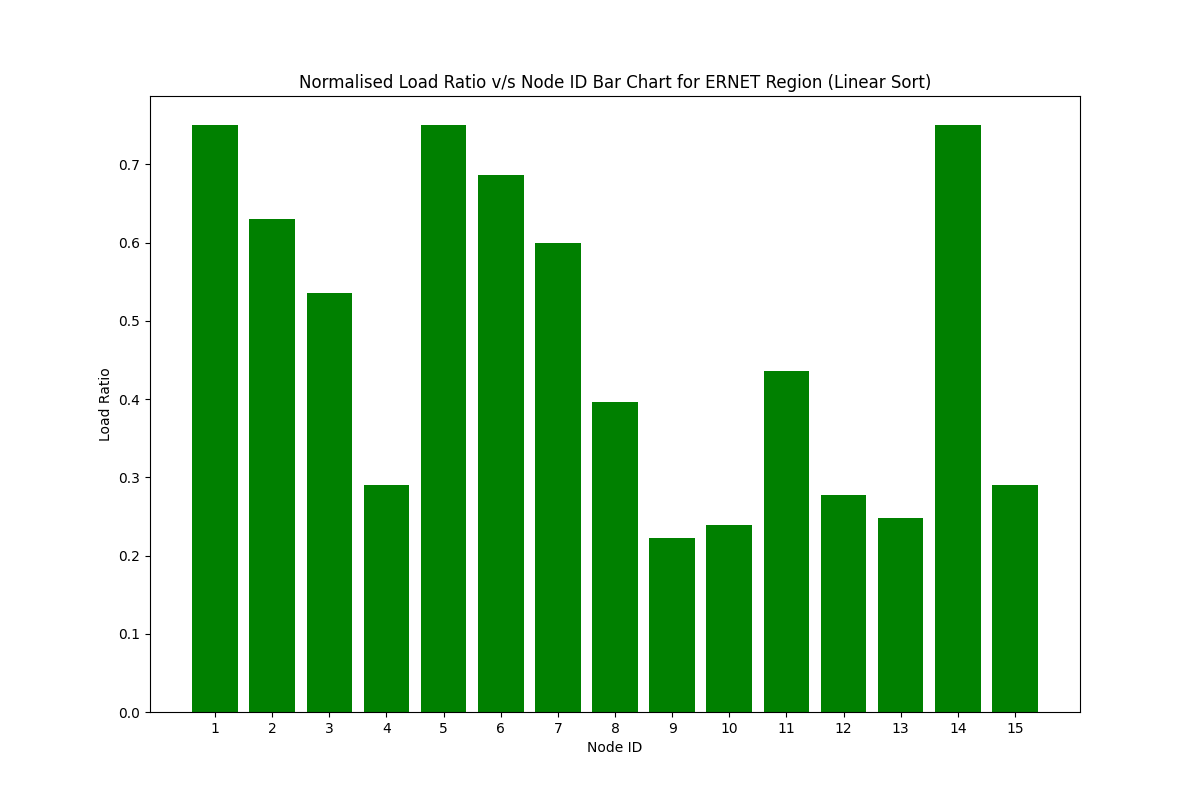 Normalised Load Ratio v/s Node ID Bar Chart for ERNET Region (Linear Sort)
Load Ratio
0.7
0.6
0.5
0.4
0.3
0.2
0.1
0.0
1 2 3 4 5 6 7 8 9 10 11 12 13 14 15
Node ID